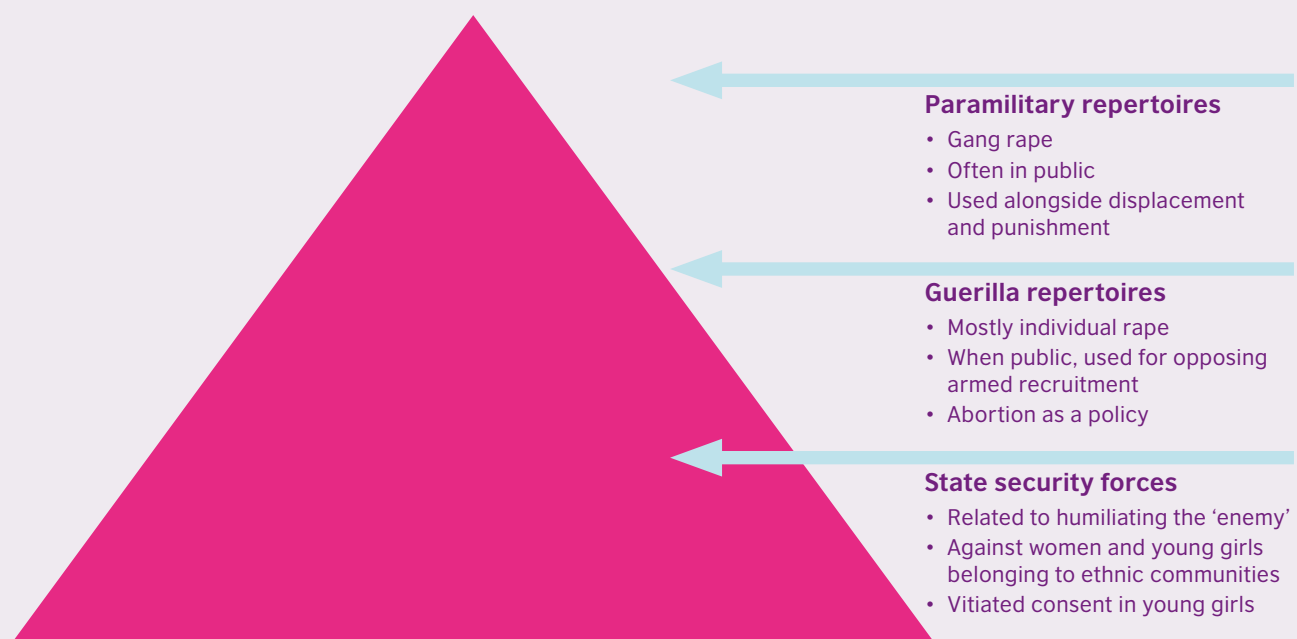 Paramilitary repertoires
• Gang rape
• Often in public
• Used alongside displacement
and punishment
Guerilla repertoires
• Mostly individual rape
• When public, used for opposing
armed recruitment
• Abortion as a policy
State security forces
• Related to humiliating the ‘enemy’
• Against women and young girls
belonging to ethnic communities
• Vitiated consent in young girls